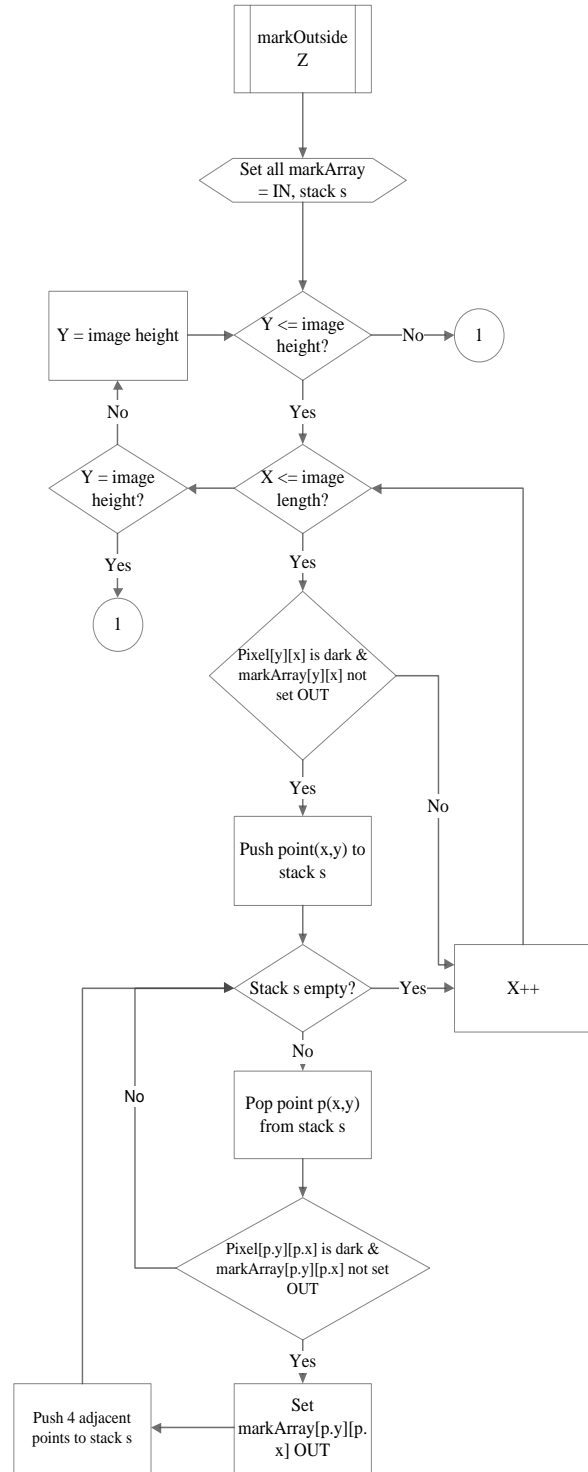 markOutside
Z
Set all markArray
= IN, stack s
Y = image height
Y <= image
height?
No
1
Yes
No
Y = image
height?
X <= image
length?
Yes
1
Yes
Pixel[y][x] is dark &
markArray[y][x] not
set OUT
Yes
No
Push point(x,y) to
stack s
Stack s empty?
Yes
X++
No
No
Pop point p(x,y)
from stack s
Pixel[p.y][p.x] is dark &
markArray[p.y][p.x] not set
OUT
Yes
Push 4 adjacent
points to stack s
Set
markArray[p.y][p.
x] OUT